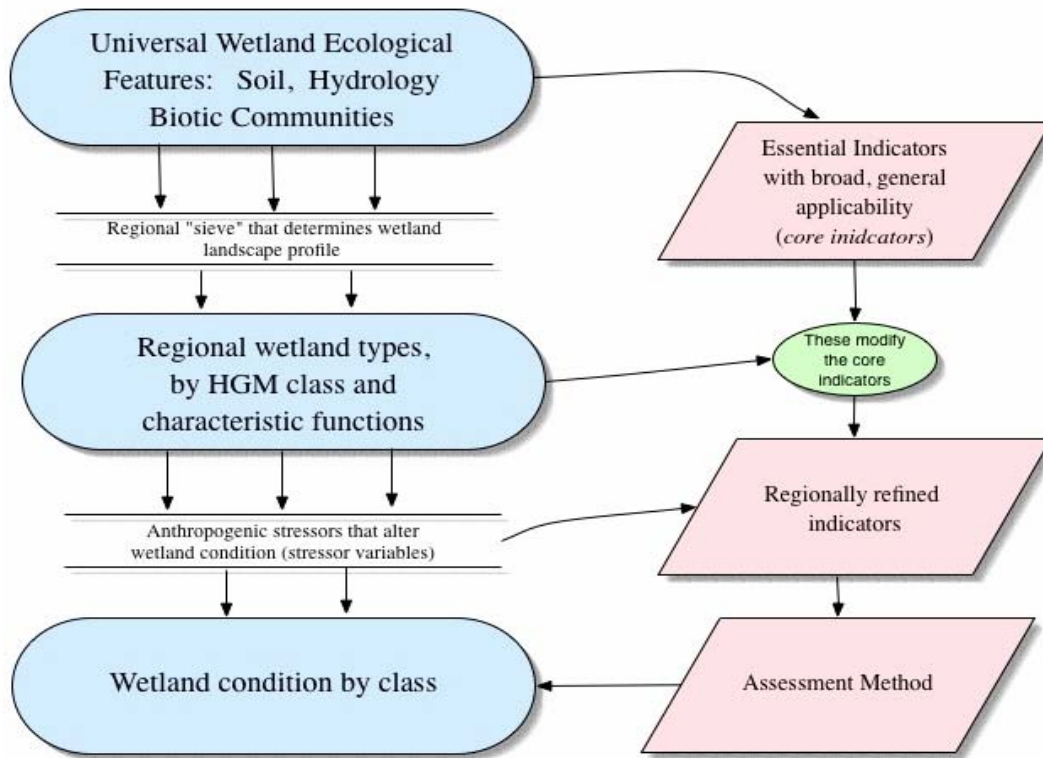 Universal Wetland Ecological
Features: Soil, Hydrology
Biotic Communities
Essential Indicators
with broad, general
applicability
(core inidcators)
Regional "sieve" that determines wetland
landscape profile
Regional wetland types,
by HGM class and
characteristic functions
These modify
the core
indicators
Regionally refined
indicators
Anthropogenic stressors that alter
wetland condition (stressor variables)
Wetland condition by class
Assessment Method